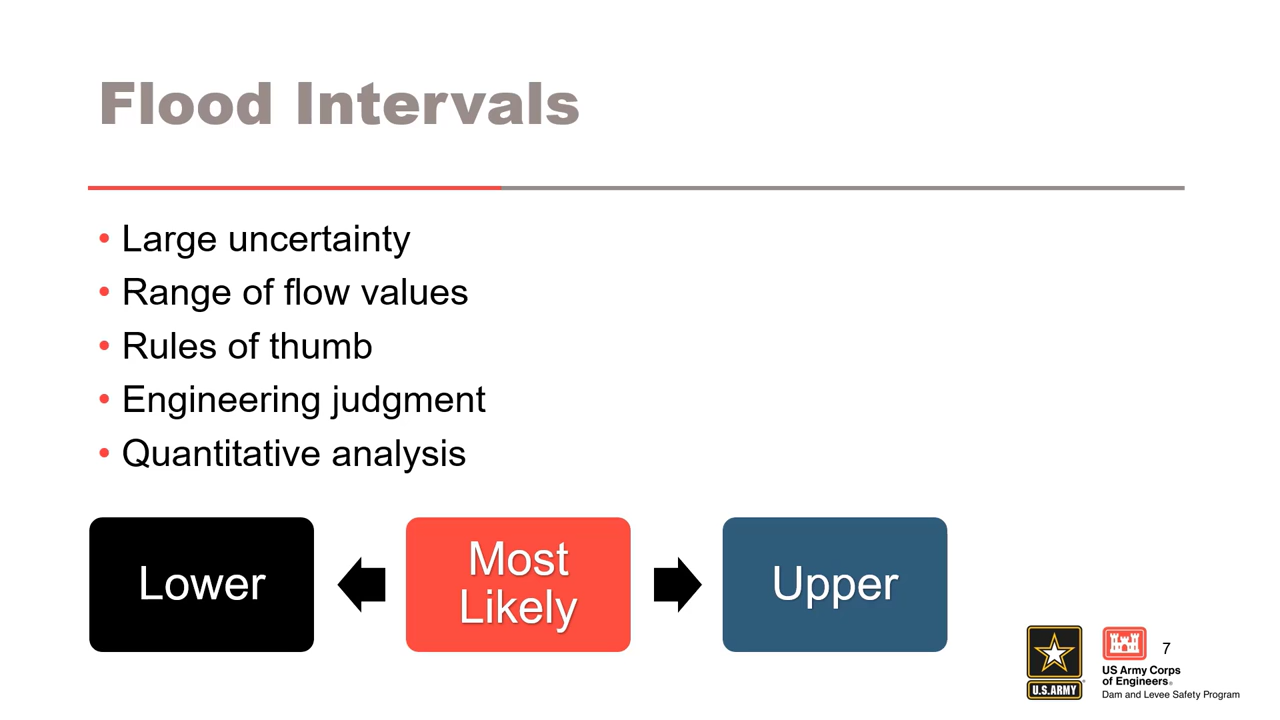 Flood Intervals
• Large uncertainty
• Range of flow values
• Rules of thumb
• Engineering judgment
• Quantitative analysis
Lower
Most
Likely
Upper
U.S.ARMY
7
US Army Corps
of Engineers®
Dam and Levee Safety Program